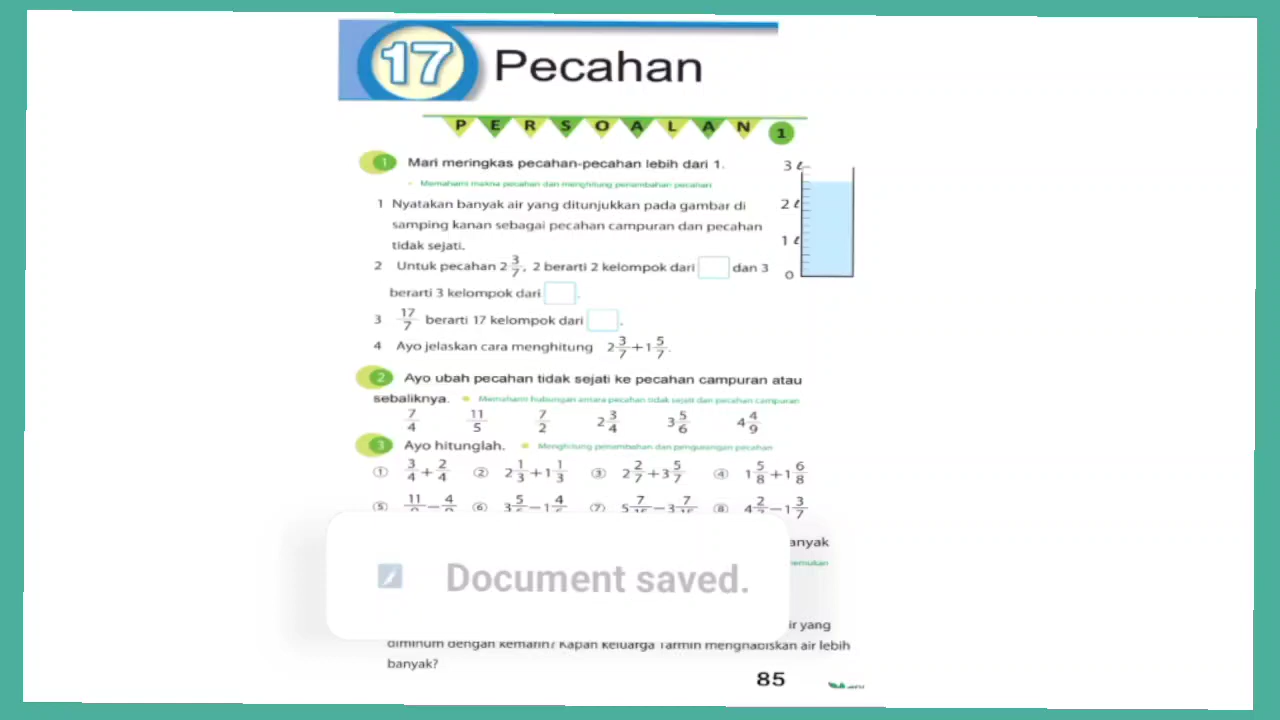 17 Pecahan
PERSOALAN 1
1 Mari meringkas pecahan-pecahan lebih dari 1.
Memahami makna pecahan dan menghitung penambahan pecahan
3 ℓ
2 ℓ
1 ℓ
0
1 Nyatakan banyak air yang ditunjukkan pada gambar di
samping kanan sebagai pecahan campuran dan pecahan
tidak sejati.
2 Untuk pecahan 2 3/7, 2 berarti 2 kelompok dari □ dan 3
berarti 3 kelompok dari □.
3 17/7 berarti 17 kelompok dari □.
4 Ayo jelaskan cara menghitung 2 3/7 + 1 5/7.
2 Ayo ubah pecahan tidak sejati ke pecahan campuran atau
sebaliknya. Memahami hubungan antara pecahan tidak sejati dan pecahan campuran
7/4 11/5 7/2 2 3/4 3 5/6 4 4/9
3 Ayo hitunglah. Menghitung penambahan dan pengurangan pecahan
① 3/4 + 2/4 ② 2 1/3 + 1 1/3 ③ 2 2/7 + 3 5/7 ④ 1 5/8 + 1 6/8
⑤ ⑥ ⑦ ⑧
anyak
emukan
Document saved.
ir yang
diminum dengan kemarin? Kapan keluarga Tarmin menghabiskan air lebih
banyak?
85